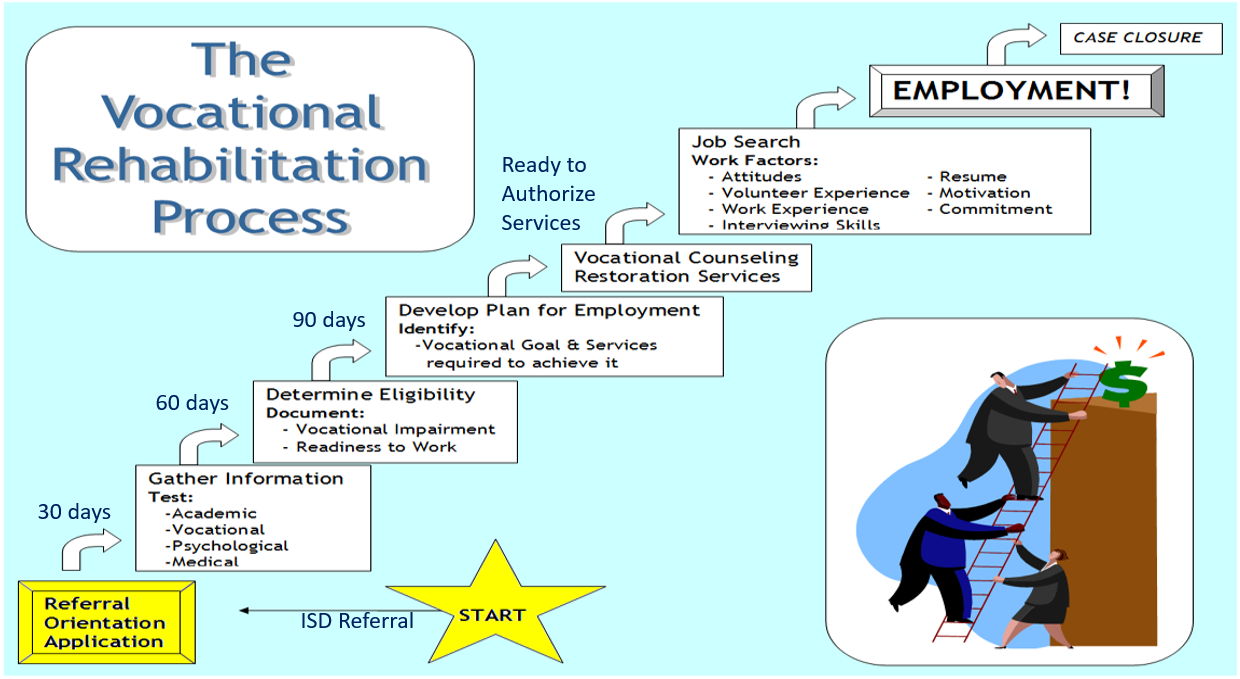 The
Vocational
Rehabilitation
Process
CASE CLOSURE
EMPLOYMENT!
Job Search
Work Factors:
- Attitudes - Resume
- Volunteer Experience - Motivation
- Work Experience - Commitment
- Interviewing Skills
Ready to
Authorize
Services
Vocational Counseling
Restoration Services
90 days
Develop Plan for Employment
Identify:
-Vocational Goal & Services
required to achieve it
60 days
Determine Eligibility
Document:
- Vocational Impairment
- Readiness to Work
30 days
Gather Information
Test:
-Academic
-Vocational
-Psychological
-Medical
Referral
Orientation
Application
ISD Referral
START
$